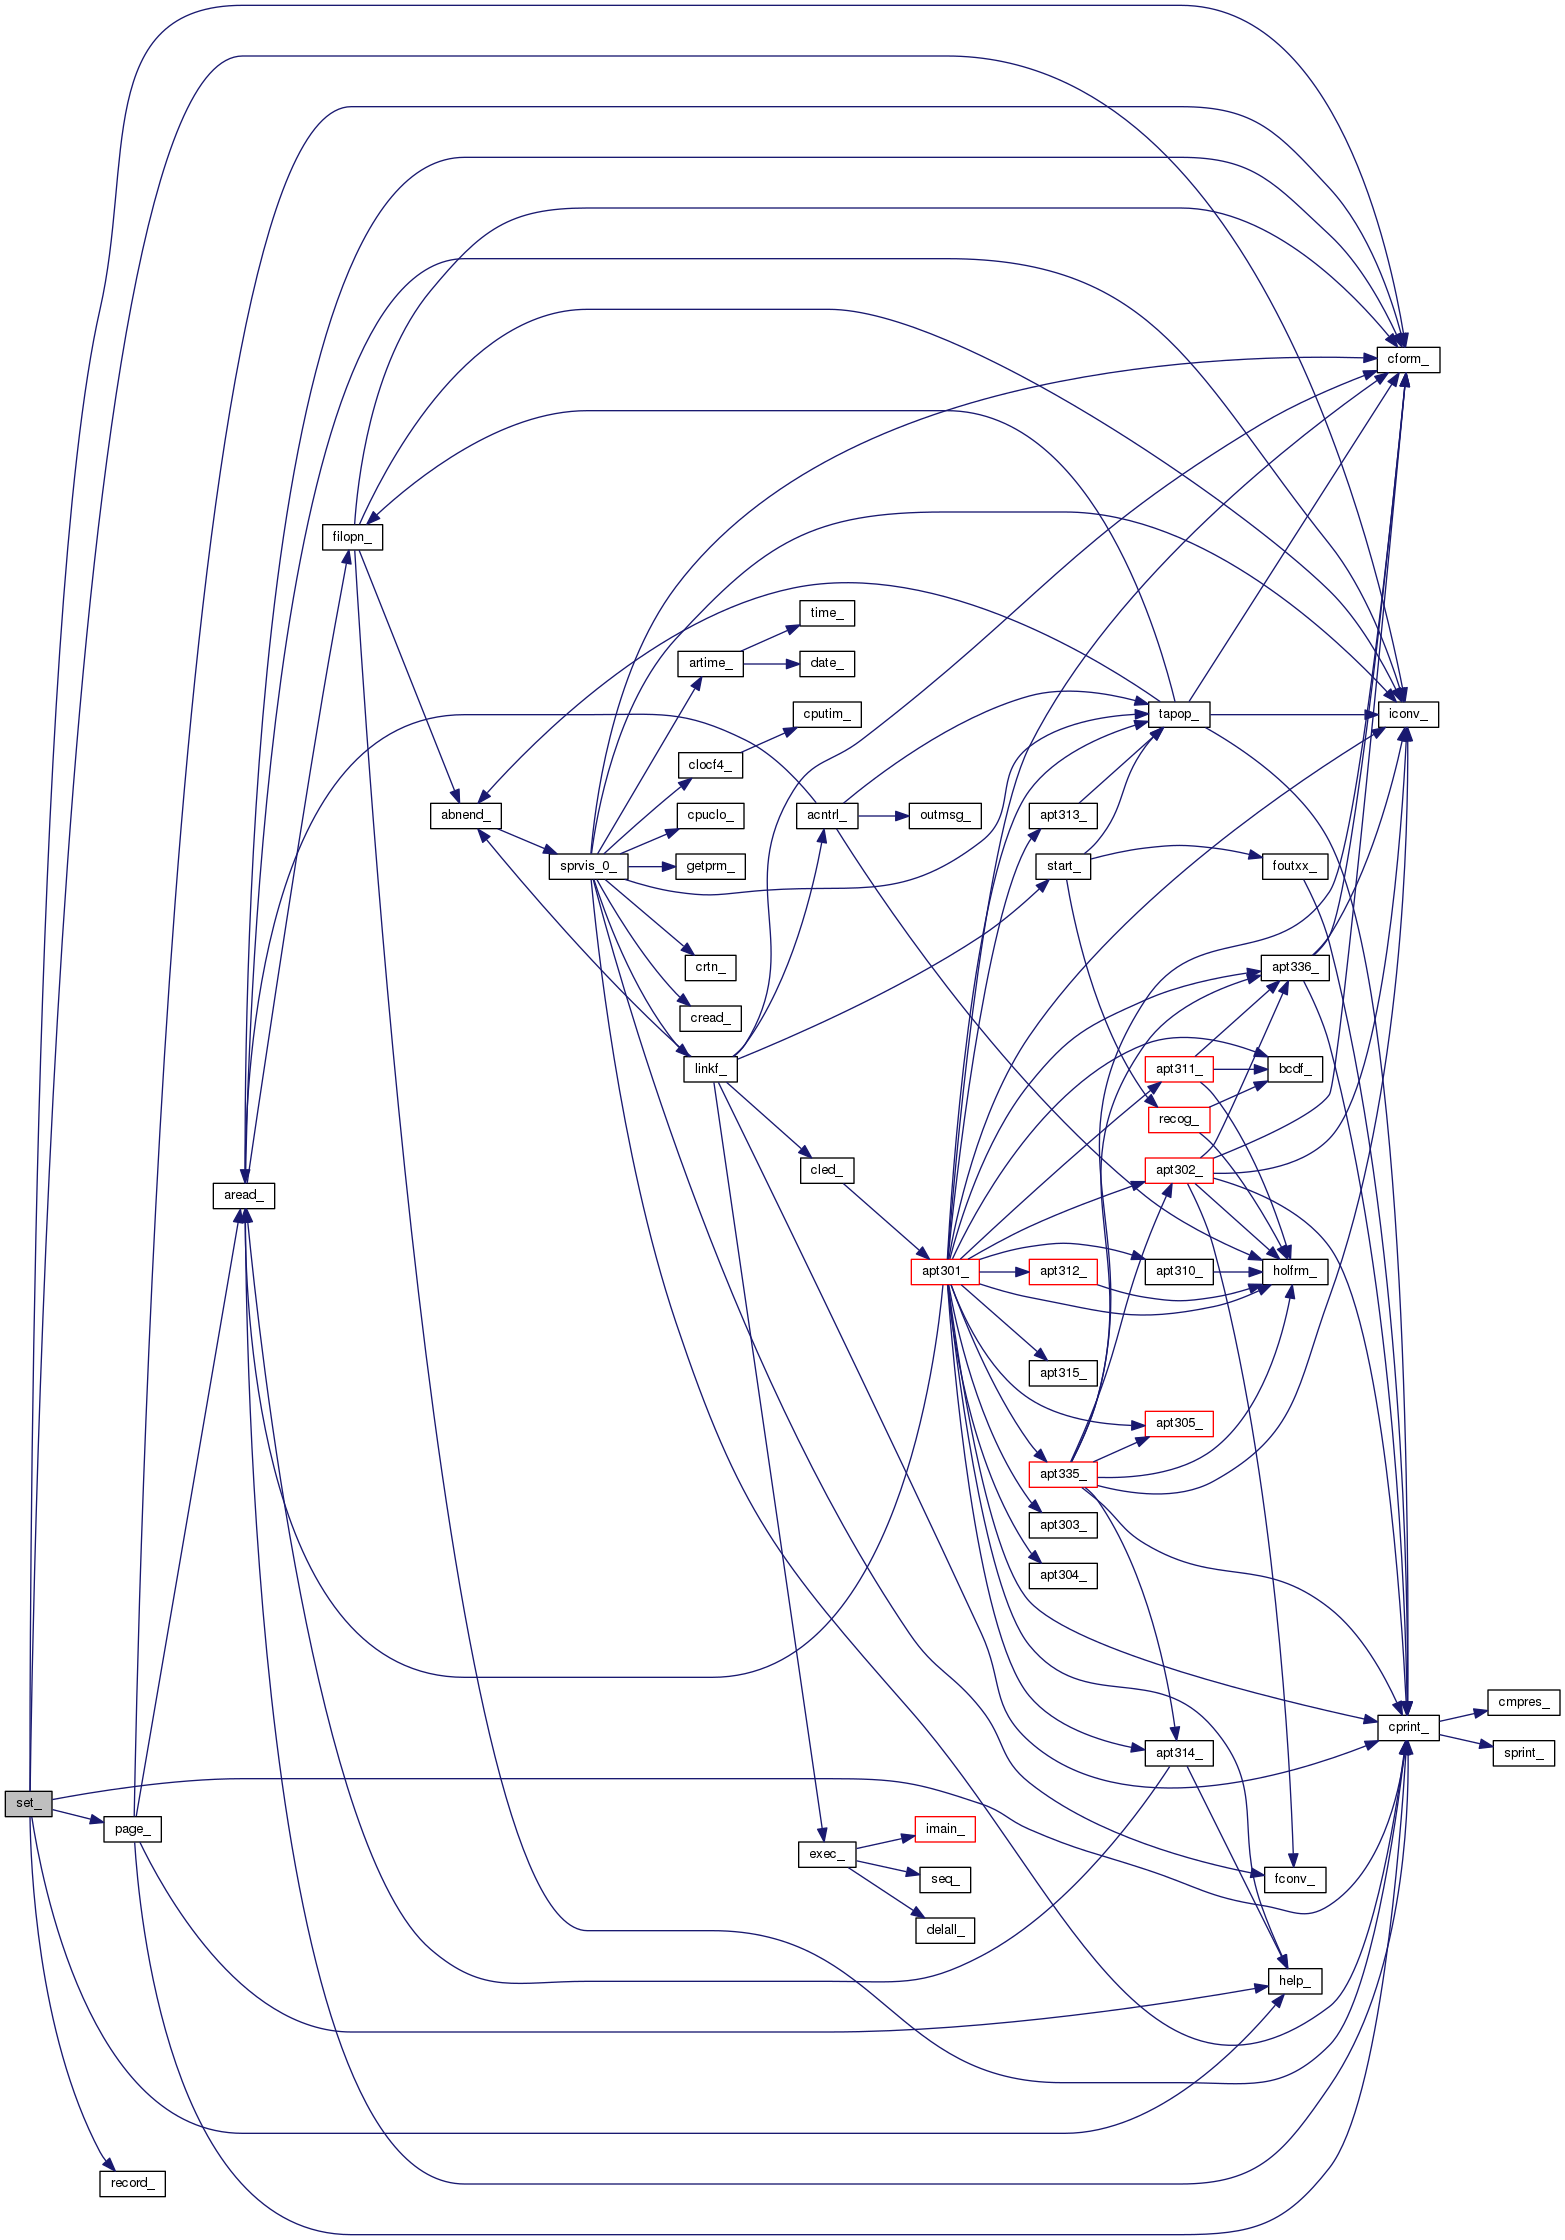 cform_
filopn_
time_
artime_
date_
cputim_
tapop_
iconv_
clocf4_
abnend_
cpuclo_
acntrl_
outmsg_
apt313_
sprvis_0_
getprm_
start_
foutxx_
crtn_
apt336_
cread_
linkf_
apt311_
bcdf_
recog_
cled_
apt302_
aread_
apt301_
apt312_
apt310_
holfrm_
apt315_
apt305_
apt335_
apt303_
apt304_
cmpres_
cprint_
sprint_
apt314_
set_
page_
imain_
exec_
seq_
fconv_
delall_
help_
record_